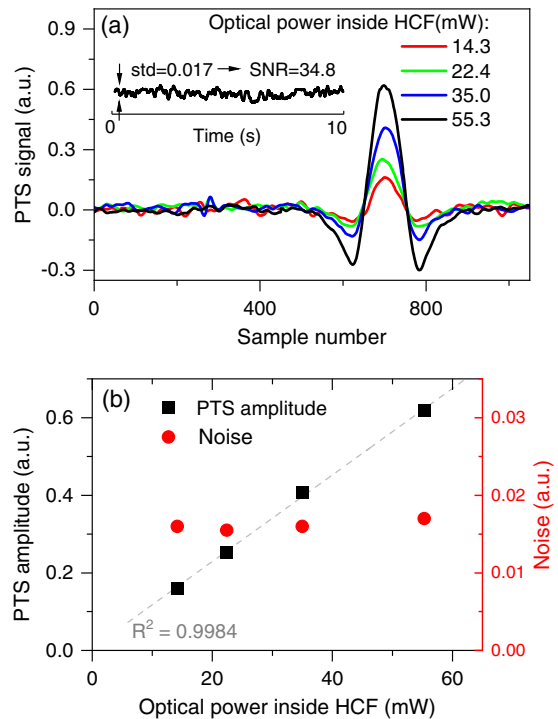 (a)
Optical power inside HCF(mW):
14.3
22.4
35.0
55.3
std=0.017 → SNR=34.8
0
10
Time (s)
0.9
0.6
0.3
0.0
-0.3
PTS signal (a.u.)
0
400
800
Sample number
(b)
PTS amplitude
Noise
R² = 0.9984
0.6
0.4
0.2
0.0
PTS amplitude (a.u.)
0.03
0.02
0.01
0.00
Noise (a.u.)
0
20
40
60
Optical power inside HCF (mW)